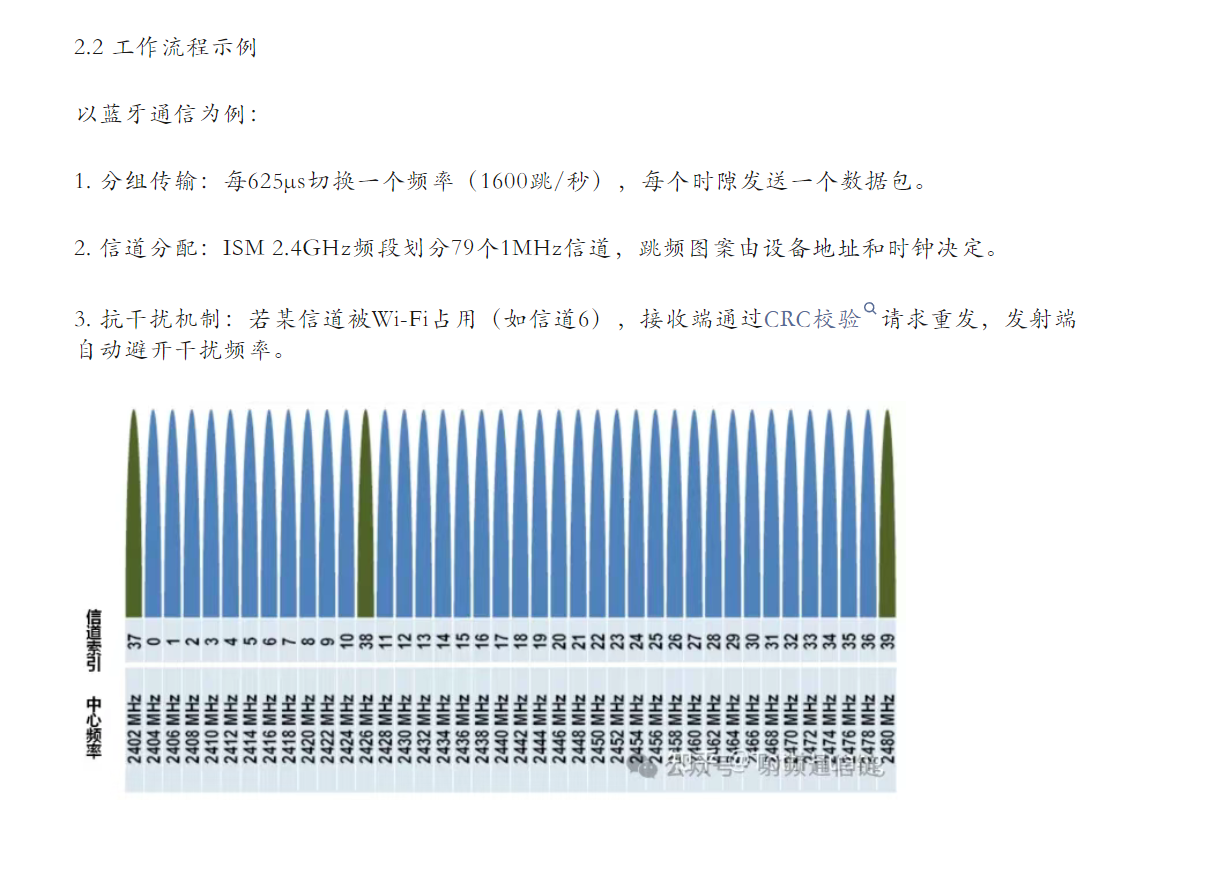 2.2 工作流程示例
以蓝牙通信为例：
1. 分组传输：每625μs切换一个频率（1600跳/秒），每个时隙发送一个数据包。
2. 信道分配：ISM 2.4GHz频段划分79个1MHz信道，跳频图案由设备地址和时钟决定。
3. 抗干扰机制：若某信道被Wi-Fi占用（如信道6），接收端通过CRC校验请求重发，发射端
自动避开干扰频率。
信道索引 37 0 1 2 3 4 5 6 7 8 9 10 38 11 12 13 14 15 16 17 18 19 20 21 22 23 24 25 26 27 28 29 30 31 32 33 34 35 36 39
中心频率 2402 MHz 2404 MHz 2406 MHz 2408 MHz 2410 MHz 2412 MHz 2414 MHz 2416 MHz 2418 MHz 2420 MHz 2422 MHz 2424 MHz 2426 MHz 2428 MHz 2430 MHz 2432 MHz 2434 MHz 2436 MHz 2438 MHz 2440 MHz 2442 MHz 2444 MHz 2446 MHz 2448 MHz 2450 MHz 2452 MHz 2454 MHz 2456 MHz 2458 MHz 2460 MHz 2462 MHz 2464 MHz 2466 MHz 2468 MHz 2470 MHz 2472 MHz 2474 MHz 2476 MHz 2478 MHz 2480 MHz
公众号 射频通信链